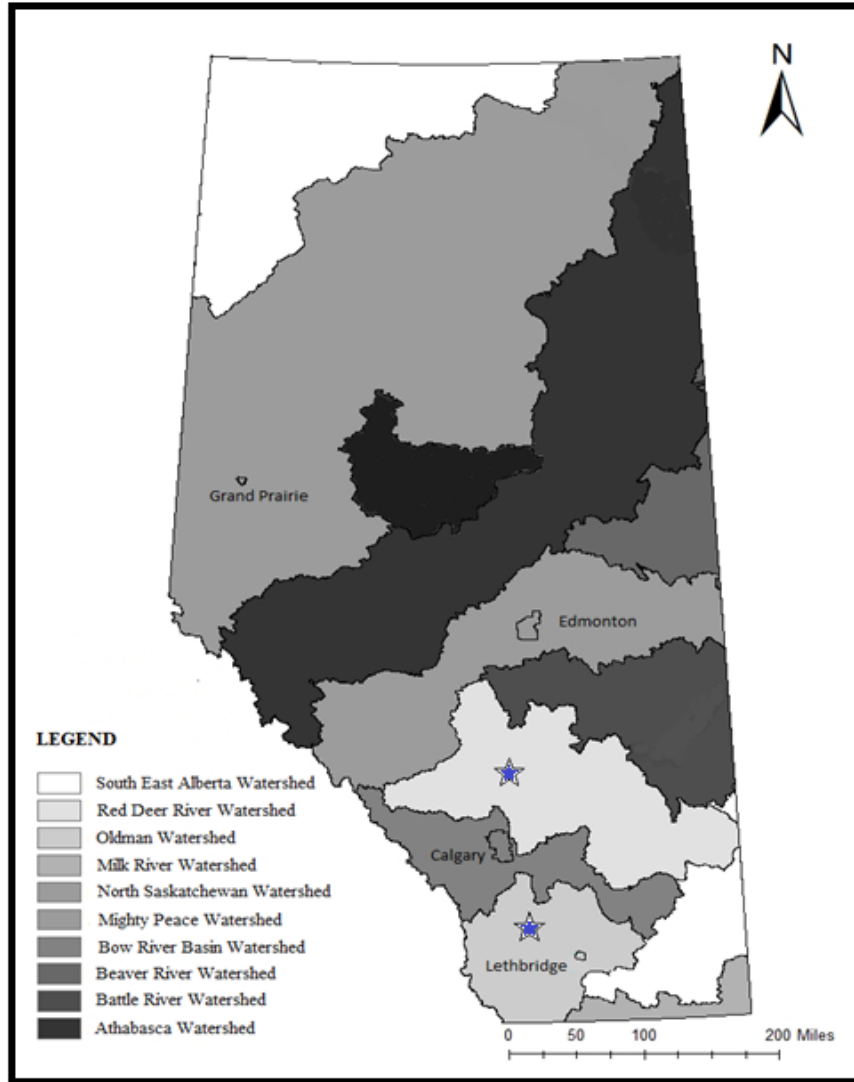 N
Grand Prairie
Edmonton
Calgary
Lethbridge
LEGEND
South East Alberta Watershed
Red Deer River Watershed
Oldman Watershed
Milk River Watershed
North Saskatchewan Watershed
Mighty Peace Watershed
Bow River Basin Watershed
Beaver River Watershed
Battle River Watershed
Athabasca Watershed
0 50 100 200 Miles